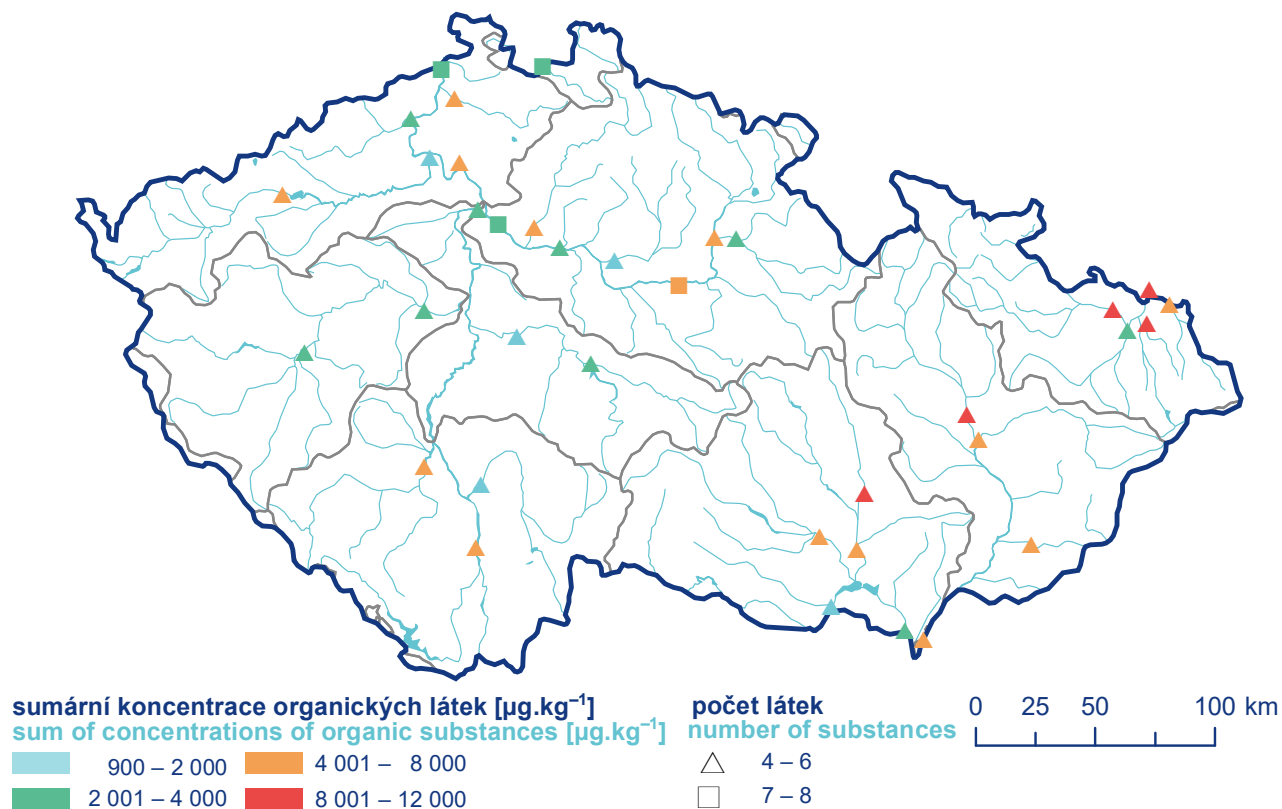 sumární koncentrace organických látek [µg.kg⁻¹]
sum of concentrations of organic substances [µg.kg⁻¹]
900 – 2 000
2 001 – 4 000
4 001 – 8 000
8 001 – 12 000
počet látek
number of substances
4 – 6
7 – 8
0 25 50 100 km